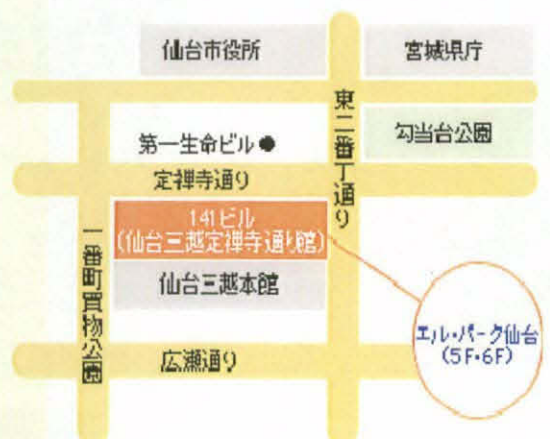 仙台市役所
宮城県庁
東二番丁通り
勾当台公園
第一生命ビル
定禅寺通り
141ビル
(仙台三越定禅寺通り館)
仙台三越本館
一番町買物公園
エル・パーク仙台
(5F・6F)
広瀬通り